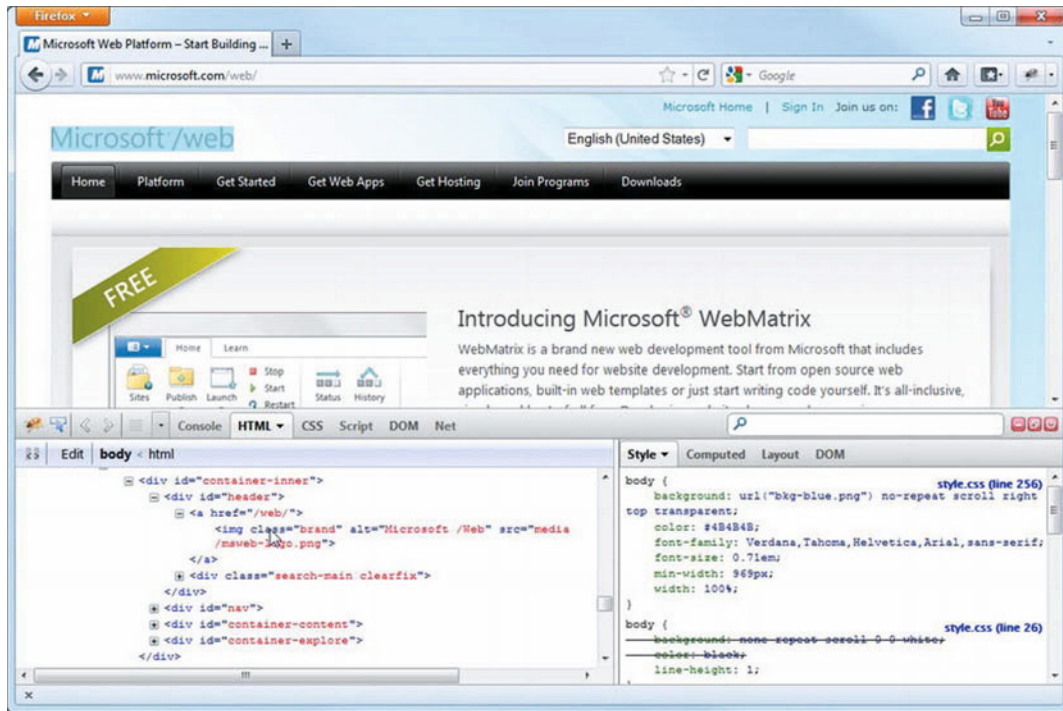 Firefox
Microsoft Web Platform – Start Building ...
www.microsoft.com/web/
Google
Microsoft Home | Sign In Join us on:
You Tube
Microsoft /web
English (United States)
Home Platform Get Started Get Web Apps Get Hosting Join Programs Downloads
FREE
Introducing Microsoft® WebMatrix
WebMatrix is a brand new web development tool from Microsoft that includes
everything you need for website development. Start from open source web
applications, built-in web templates or just start writing code yourself. It's all-inclusive,
Home Learn
Sites Publish Launch
Stop
Start
Restart
Status History
Console HTML CSS Script DOM Net
Edit body < html
Style Computed Layout DOM
<div id="container-inner">
<div id="header">
<a href="/web/">
<img class="brand" alt="Microsoft /Web" src="media
/msweb-logo.png">
</a>
<div class="search-main clearfix">
</div>
<div id="nav">
<div id="container-content">
<div id="container-explore">
</div>
body {
style.css (line 256)
background: url("bkg-blue.png") no-repeat scroll right
top transparent;
color: #4B4B4B;
font-family: Verdana,Tahoma,Helvetica,Arial,sans-serif;
font-size: 0.71em;
min-width: 969px;
width: 100%;
}
body {
style.css (line 26)
background: none repeat scroll 0 0 white;
color: black;
line-height: 1;